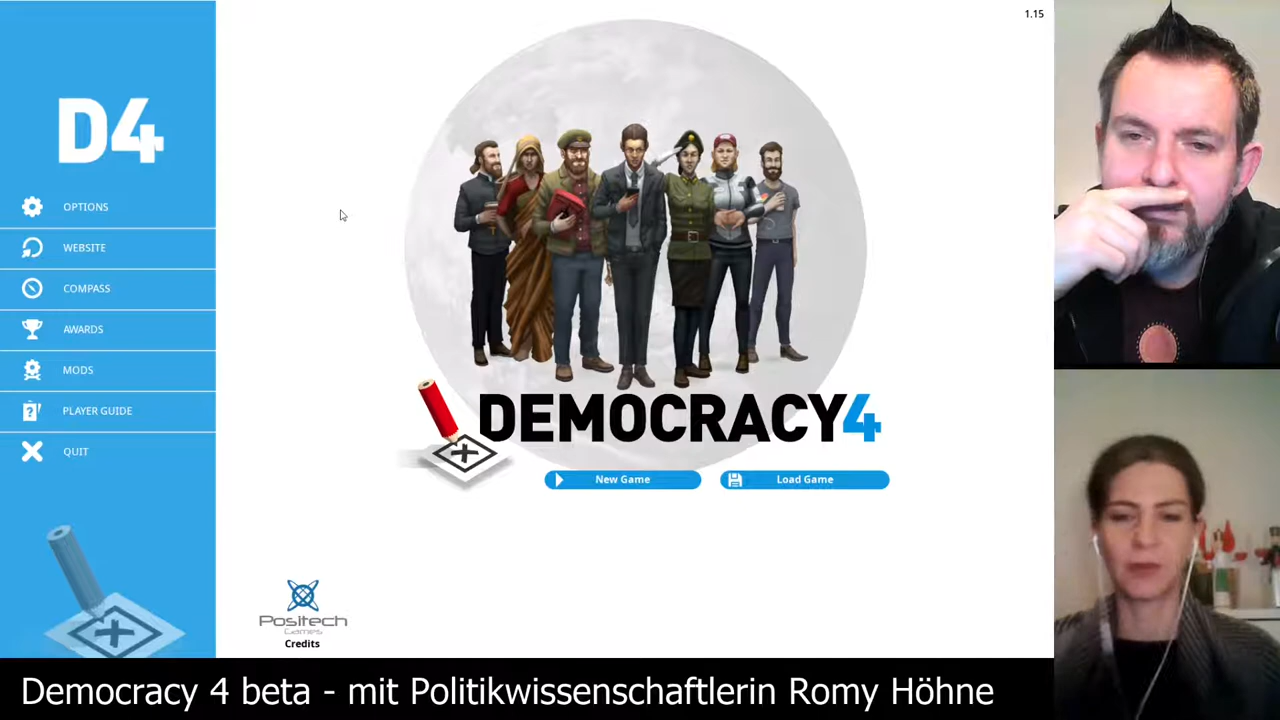 1.15
D4
OPTIONS
WEBSITE
COMPASS
AWARDS
MODS
PLAYER GUIDE
QUIT
DEMOCRACY4
New Game
Load Game
Positech
Games
Credits
Democracy 4 beta - mit Politikwissenschaftlerin Romy Höhne